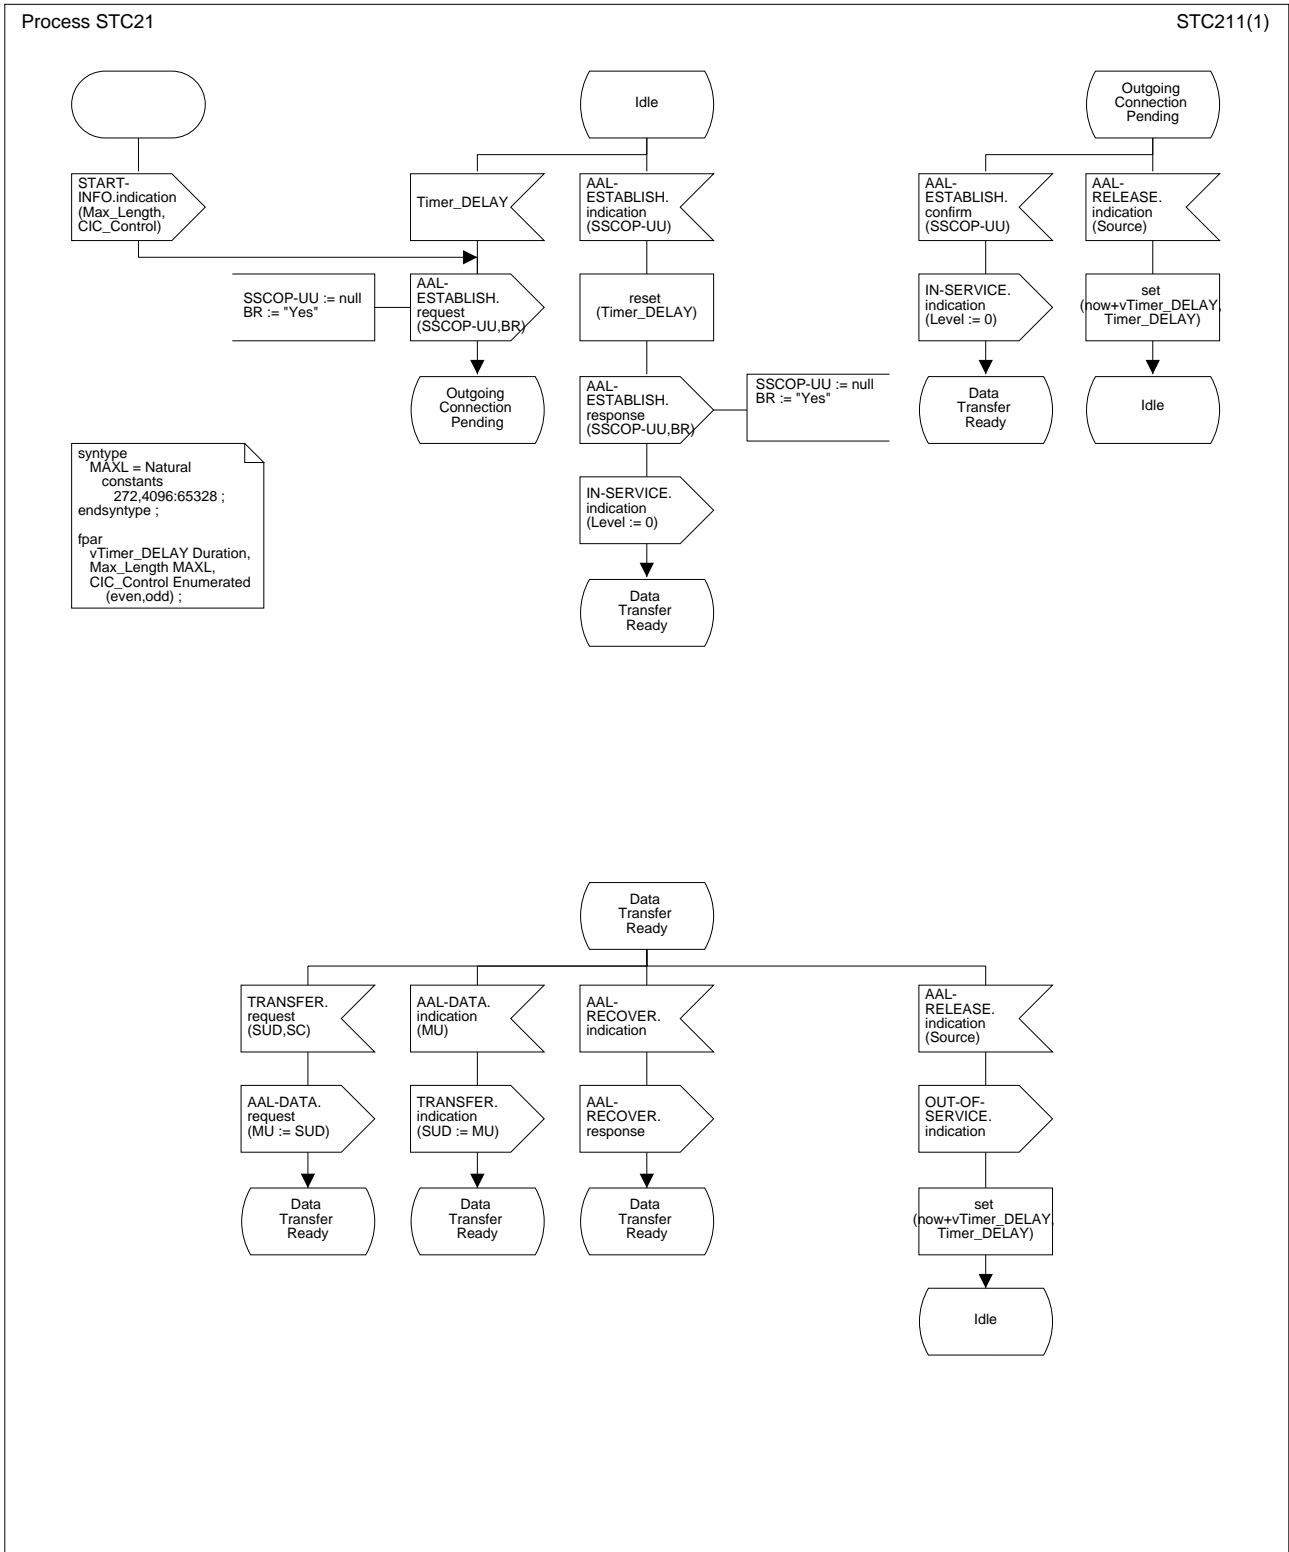 Process STC21
STC211(1)
Idle
Outgoing
Connection
Pending
START-
INFO.indication
(Max_Length,
CIC_Control)
Timer_DELAY
AAL-
ESTABLISH.
indication
(SSCOP-UU)
AAL-
ESTABLISH.
confirm
(SSCOP-UU)
AAL-
RELEASE.
indication
(Source)
SSCOP-UU := null
BR := "Yes"
AAL-
ESTABLISH.
request
(SSCOP-UU,BR)
reset
(Timer_DELAY)
IN-SERVICE.
indication
(Level := 0)
set
(now+vTimer_DELAY,
Timer_DELAY)
Outgoing
Connection
Pending
AAL-
ESTABLISH.
response
(SSCOP-UU,BR)
SSCOP-UU := null
BR := "Yes"
Data
Transfer
Ready
Idle
syntype
MAXL = Natural
constants
272,4096:65328 ;
endsyntype ;
fpar
vTimer_DELAY Duration,
Max_Length MAXL,
CIC_Control Enumerated
(even,odd) ;
IN-SERVICE.
indication
(Level := 0)
Data
Transfer
Ready
Data
Transfer
Ready
TRANSFER.
request
(SUD,SC)
AAL-DATA.
indication
(MU)
AAL-
RECOVER.
indication
AAL-
RELEASE.
indication
(Source)
AAL-DATA.
request
(MU := SUD)
TRANSFER.
indication
(SUD := MU)
AAL-
RECOVER.
response
OUT-OF-
SERVICE.
indication
Data
Transfer
Ready
Data
Transfer
Ready
Data
Transfer
Ready
set
(now+vTimer_DELAY,
Timer_DELAY)
Idle